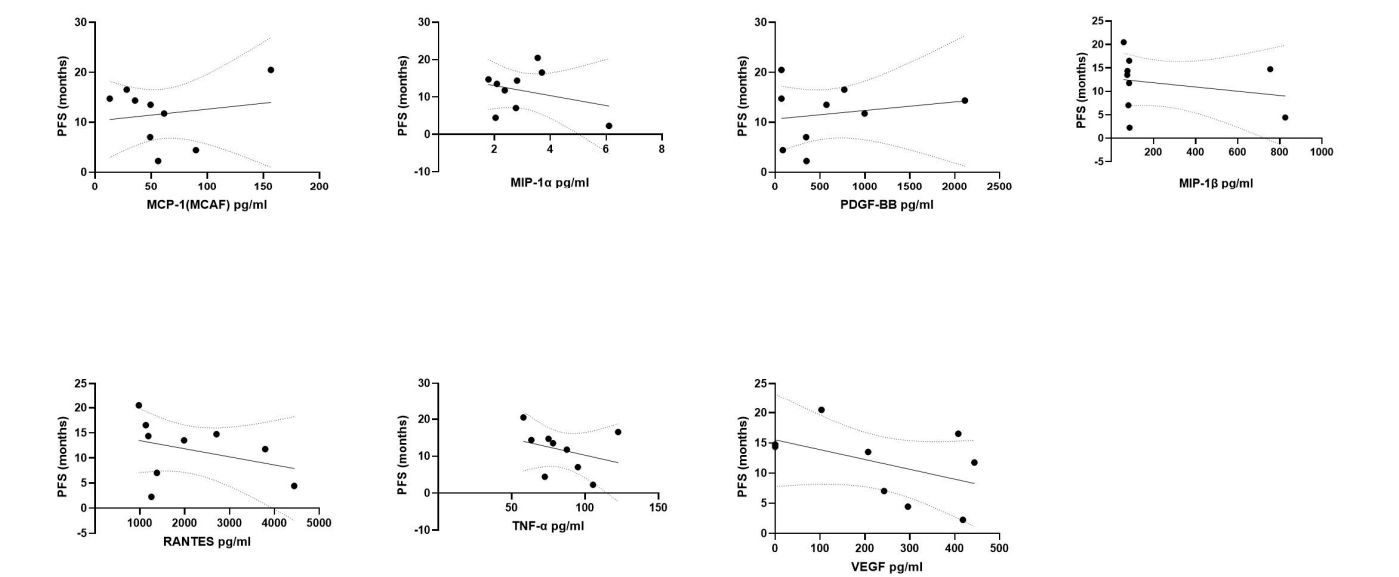 30
20
10
0
PFS (months)
0 50 100 150 200
MCP-1(MCAF) pg/ml
30
20
10
0
-10
PFS (months)
2 4 6 8
MIP-1α pg/ml
30
20
10
0
PFS (months)
0 500 1000 1500 2000 2500
PDGF-BB pg/ml
25
20
15
10
5
0
-5
PFS (months)
200 400 600 800 1000
MIP-1β pg/ml
25
20
15
10
5
0
-5
PFS (months)
1000 2000 3000 4000 5000
RANTES pg/ml
30
20
10
0
-10
PFS (months)
50 100 150
TNF-α pg/ml
25
20
15
10
5
0
PFS (months)
0 100 200 300 400 500
VEGF pg/ml